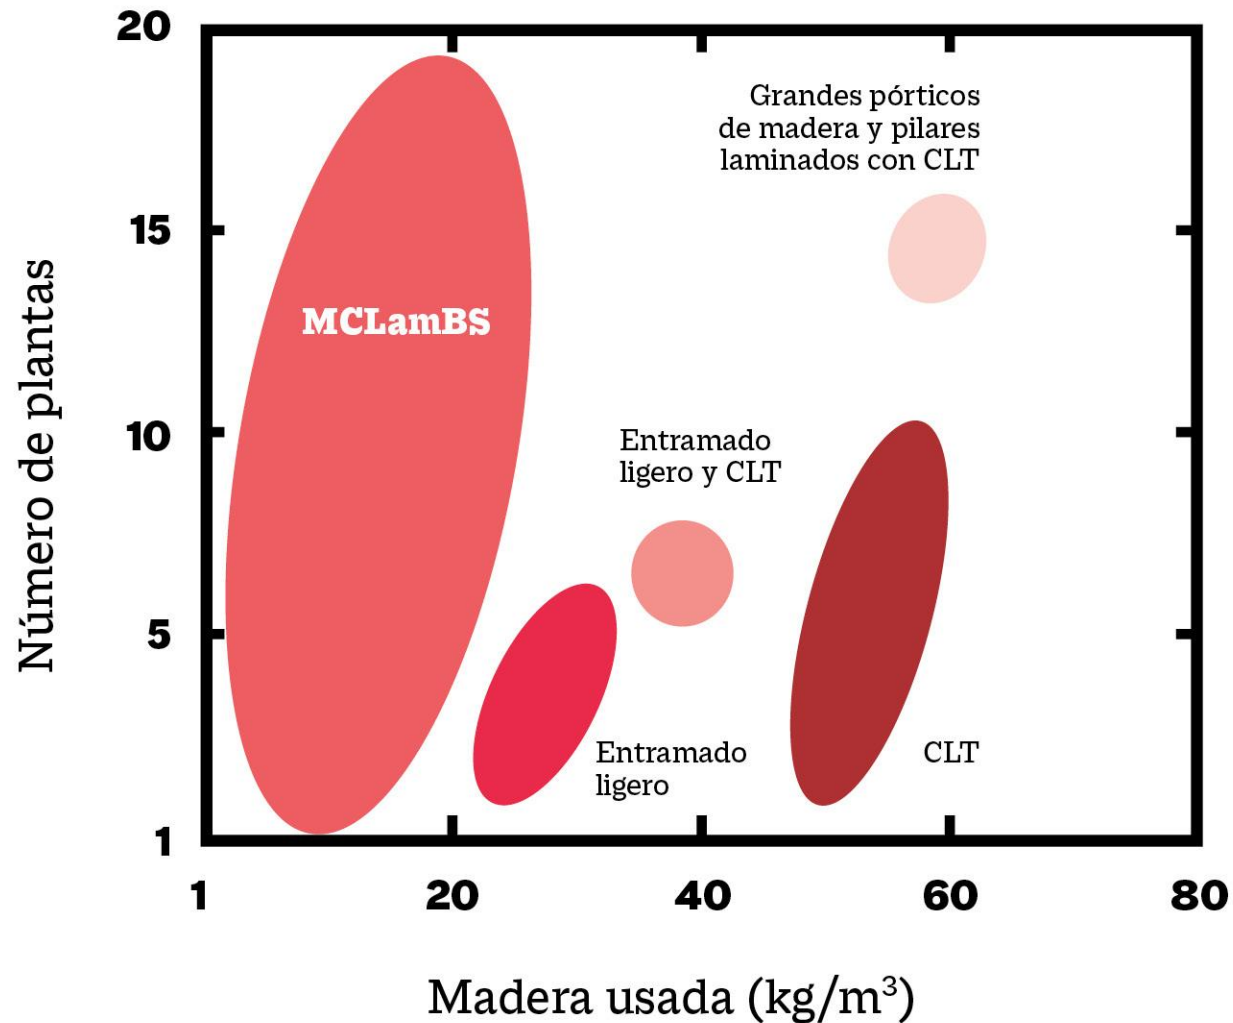 20
Grandes pórticos
de madera y pilares
laminados con CLT
15
MCLamBS
Número de plantas
10
Entramado
ligero y CLT
5
Entramado
ligero
CLT
1
1 20 40 60 80
Madera usada (kg/m³)